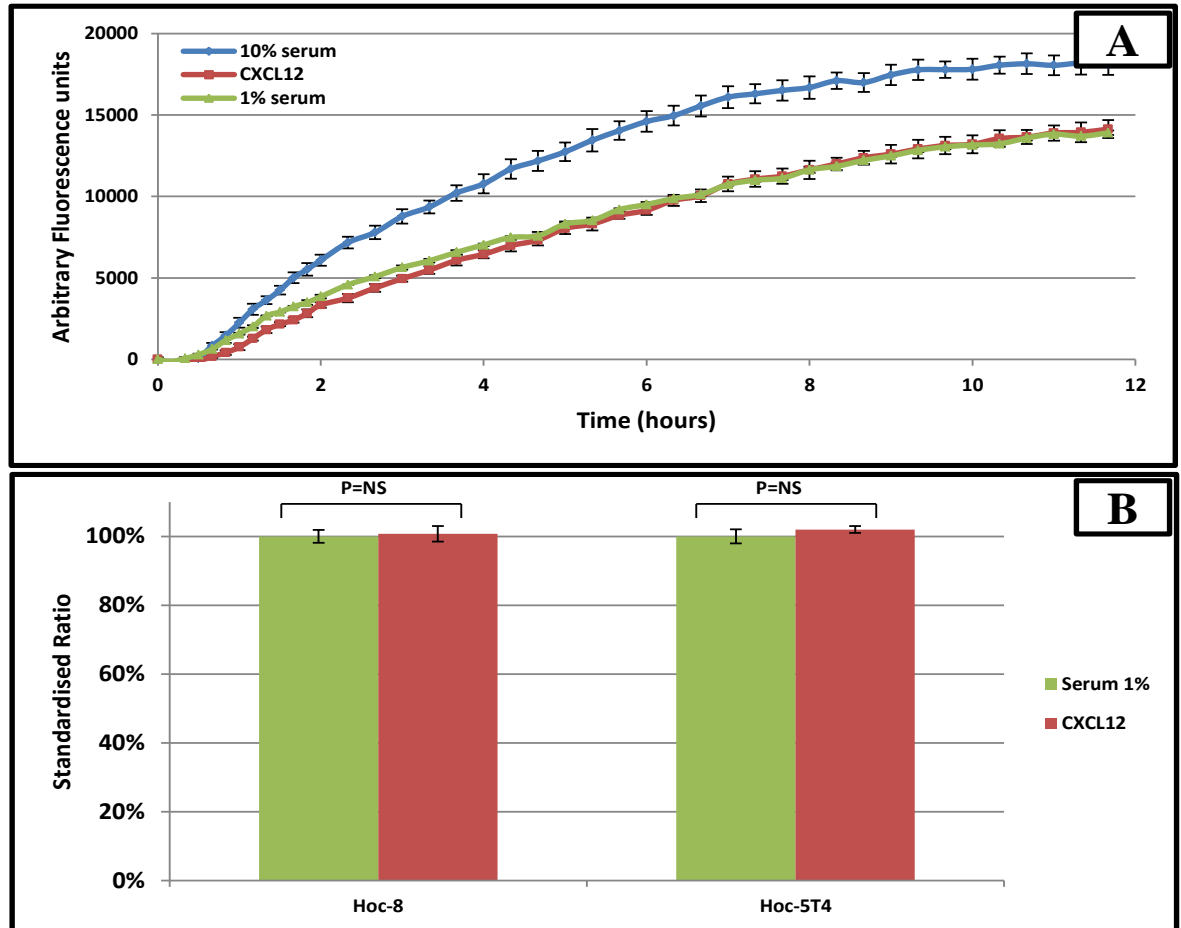 A
20000
15000
10000
5000
0
Arbitrary Fluorescence units
10% serum
CXCL12
1% serum
0 2 4 6 8 10 12
Time (hours)
B
P=NS P=NS
100%
80%
60%
40%
20%
0%
Standardised Ratio
Serum 1%
CXCL12
Hoc-8 Hoc-5T4